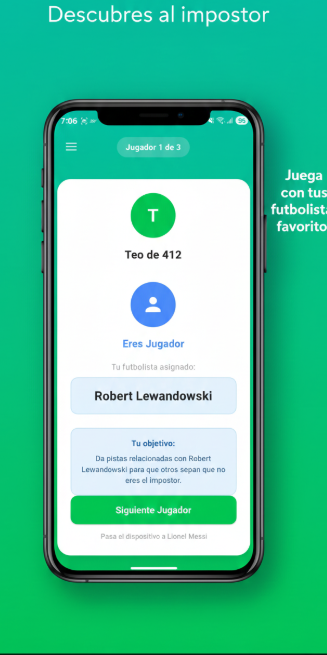 Descubres al impostor
7:06
95
Jugador 1 de 3
Juega
con tus
futbolista
favorito
T
Teo de 412
Eres Jugador
Tu futbolista asignado:
Robert Lewandowski
Tu objetivo:
Da pistas relacionadas con Robert
Lewandowski para que otros sepan que no
eres el impostor.
Siguiente Jugador
Pasa el dispositivo a Lionel Messi